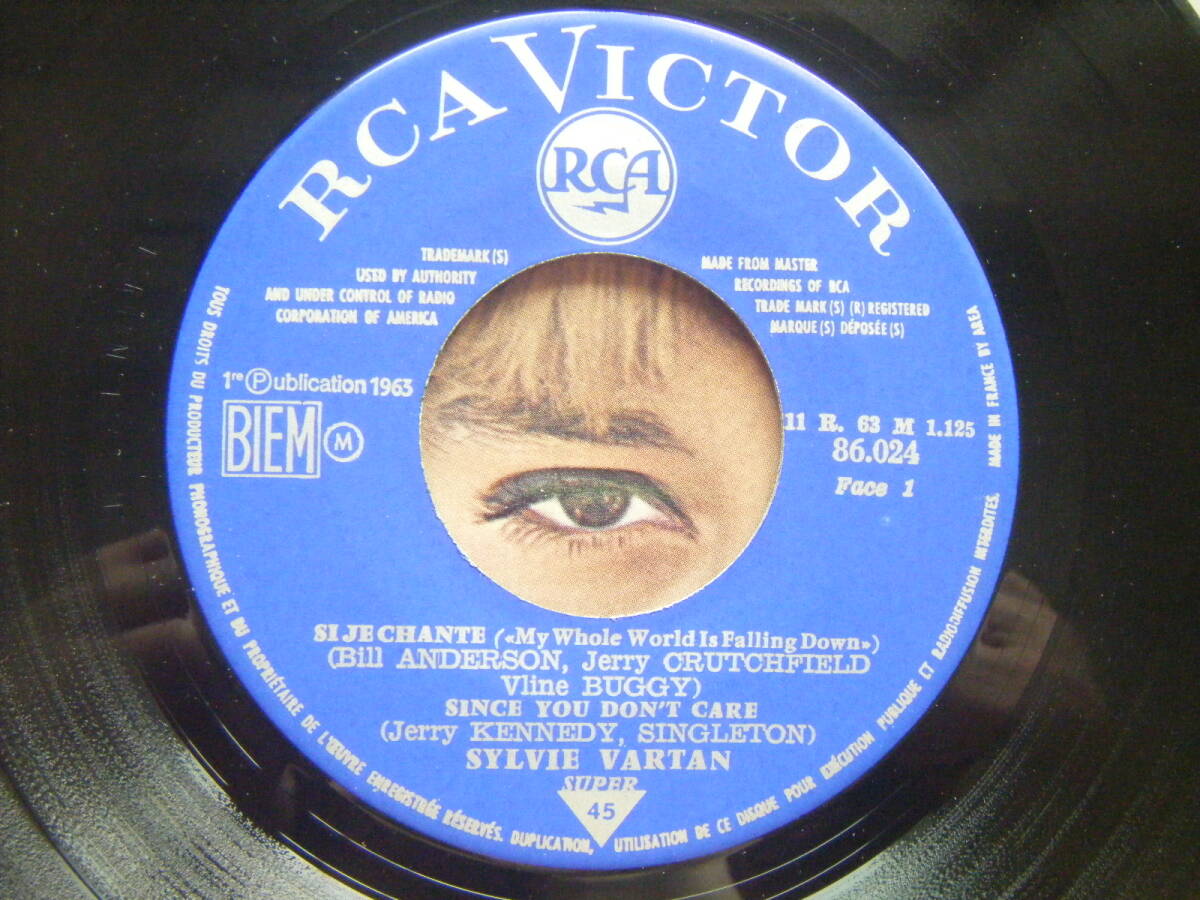 RCA VICTOR
RCA
TRADEMARK (S)
USED BY AUTHORITY
AND UNDER CONTROL OF RADIO
CORPORATION OF AMERICA
MADE FROM MASTER
RECORDINGS OF RCA
TRADE MARK (S) (R) REGISTERED
MARQUE (S) DÉPOSÉE (S)
1re Ⓟublication 1963
BIEM M
11 R. 63 M 1.125
86.024
Face 1
SI JE CHANTE («My Whole World Is Falling Down»)
(Bill ANDERSON, Jerry CRUTCHFIELD
Vline BUGGY)
SINCE YOU DON'T CARE
(Jerry KENNEDY, SINGLETON)
SYLVIE VARTAN
SUPER
45
TOUS DROITS DU PRODUCTEUR PHONOGRAPHIQUE ET DU PROPRIÉTAIRE DE L'ŒUVRE ENREGISTRÉE RÉSERVÉS. DUPLICATION, UTILISATION DE CE DISQUE POUR EXÉCUTION PUBLIQUE ET RADIODIFFUSION INTERDITES. MADE IN FRANCE BY AREA